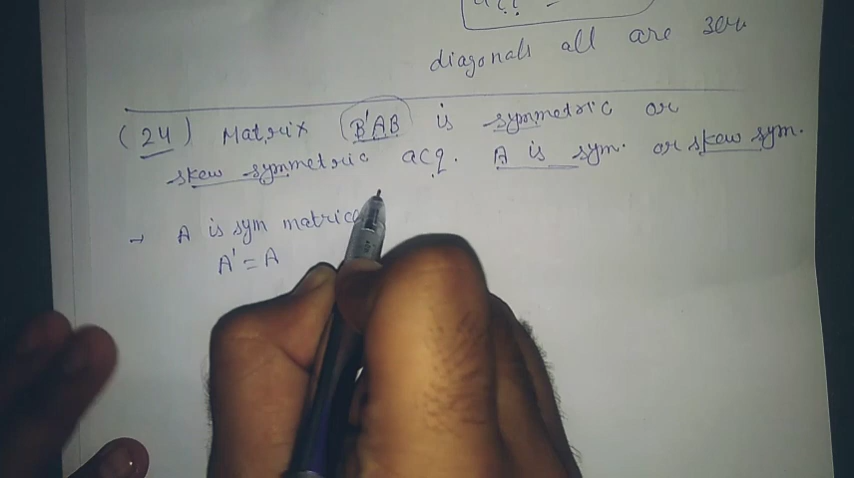 diagonals all are zero
(24) Matrix B'AB is symmetric or
skew symmetric acq. A is sym. or skew sym.
→ A is sym matrice
A' = A